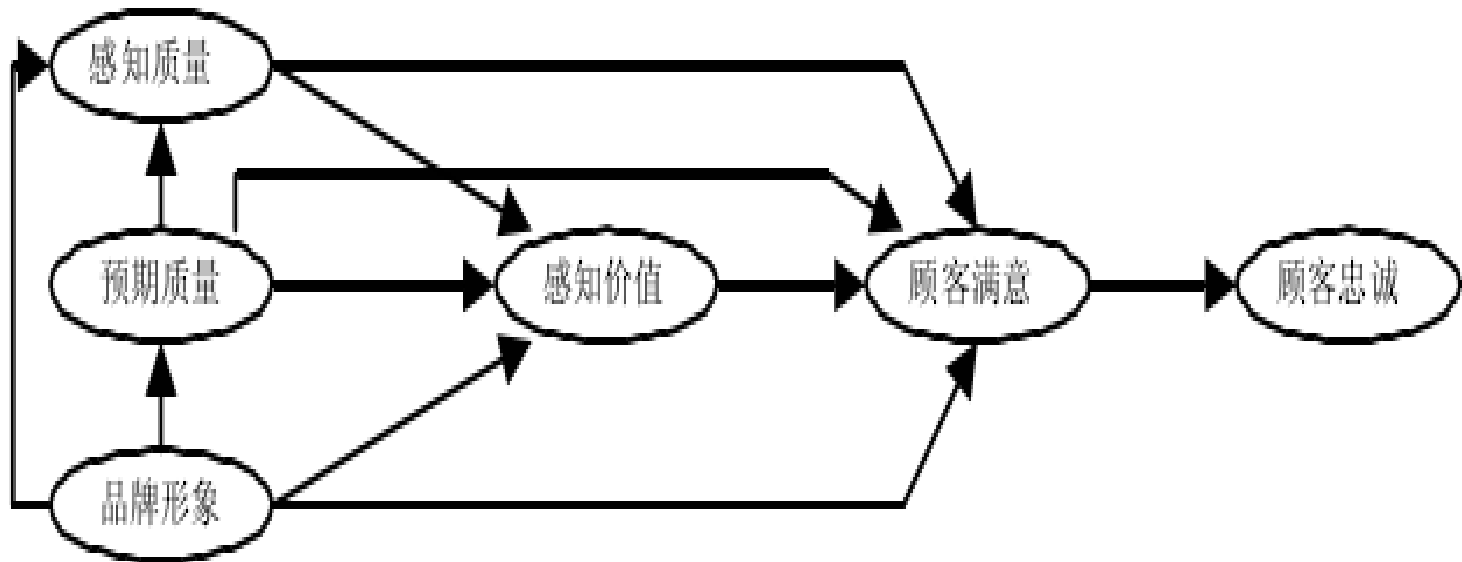 感知质量
预期质量
感知价值
顾客满意
顾客忠诚
品牌形象